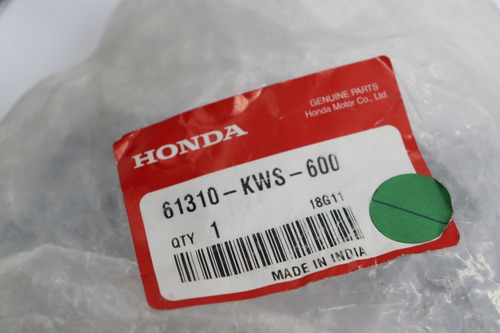 GENUINE PARTS
Honda Motor Co., Ltd.
HONDA
61310-KWS-600
18G11
QTY 1
MADE IN INDIA